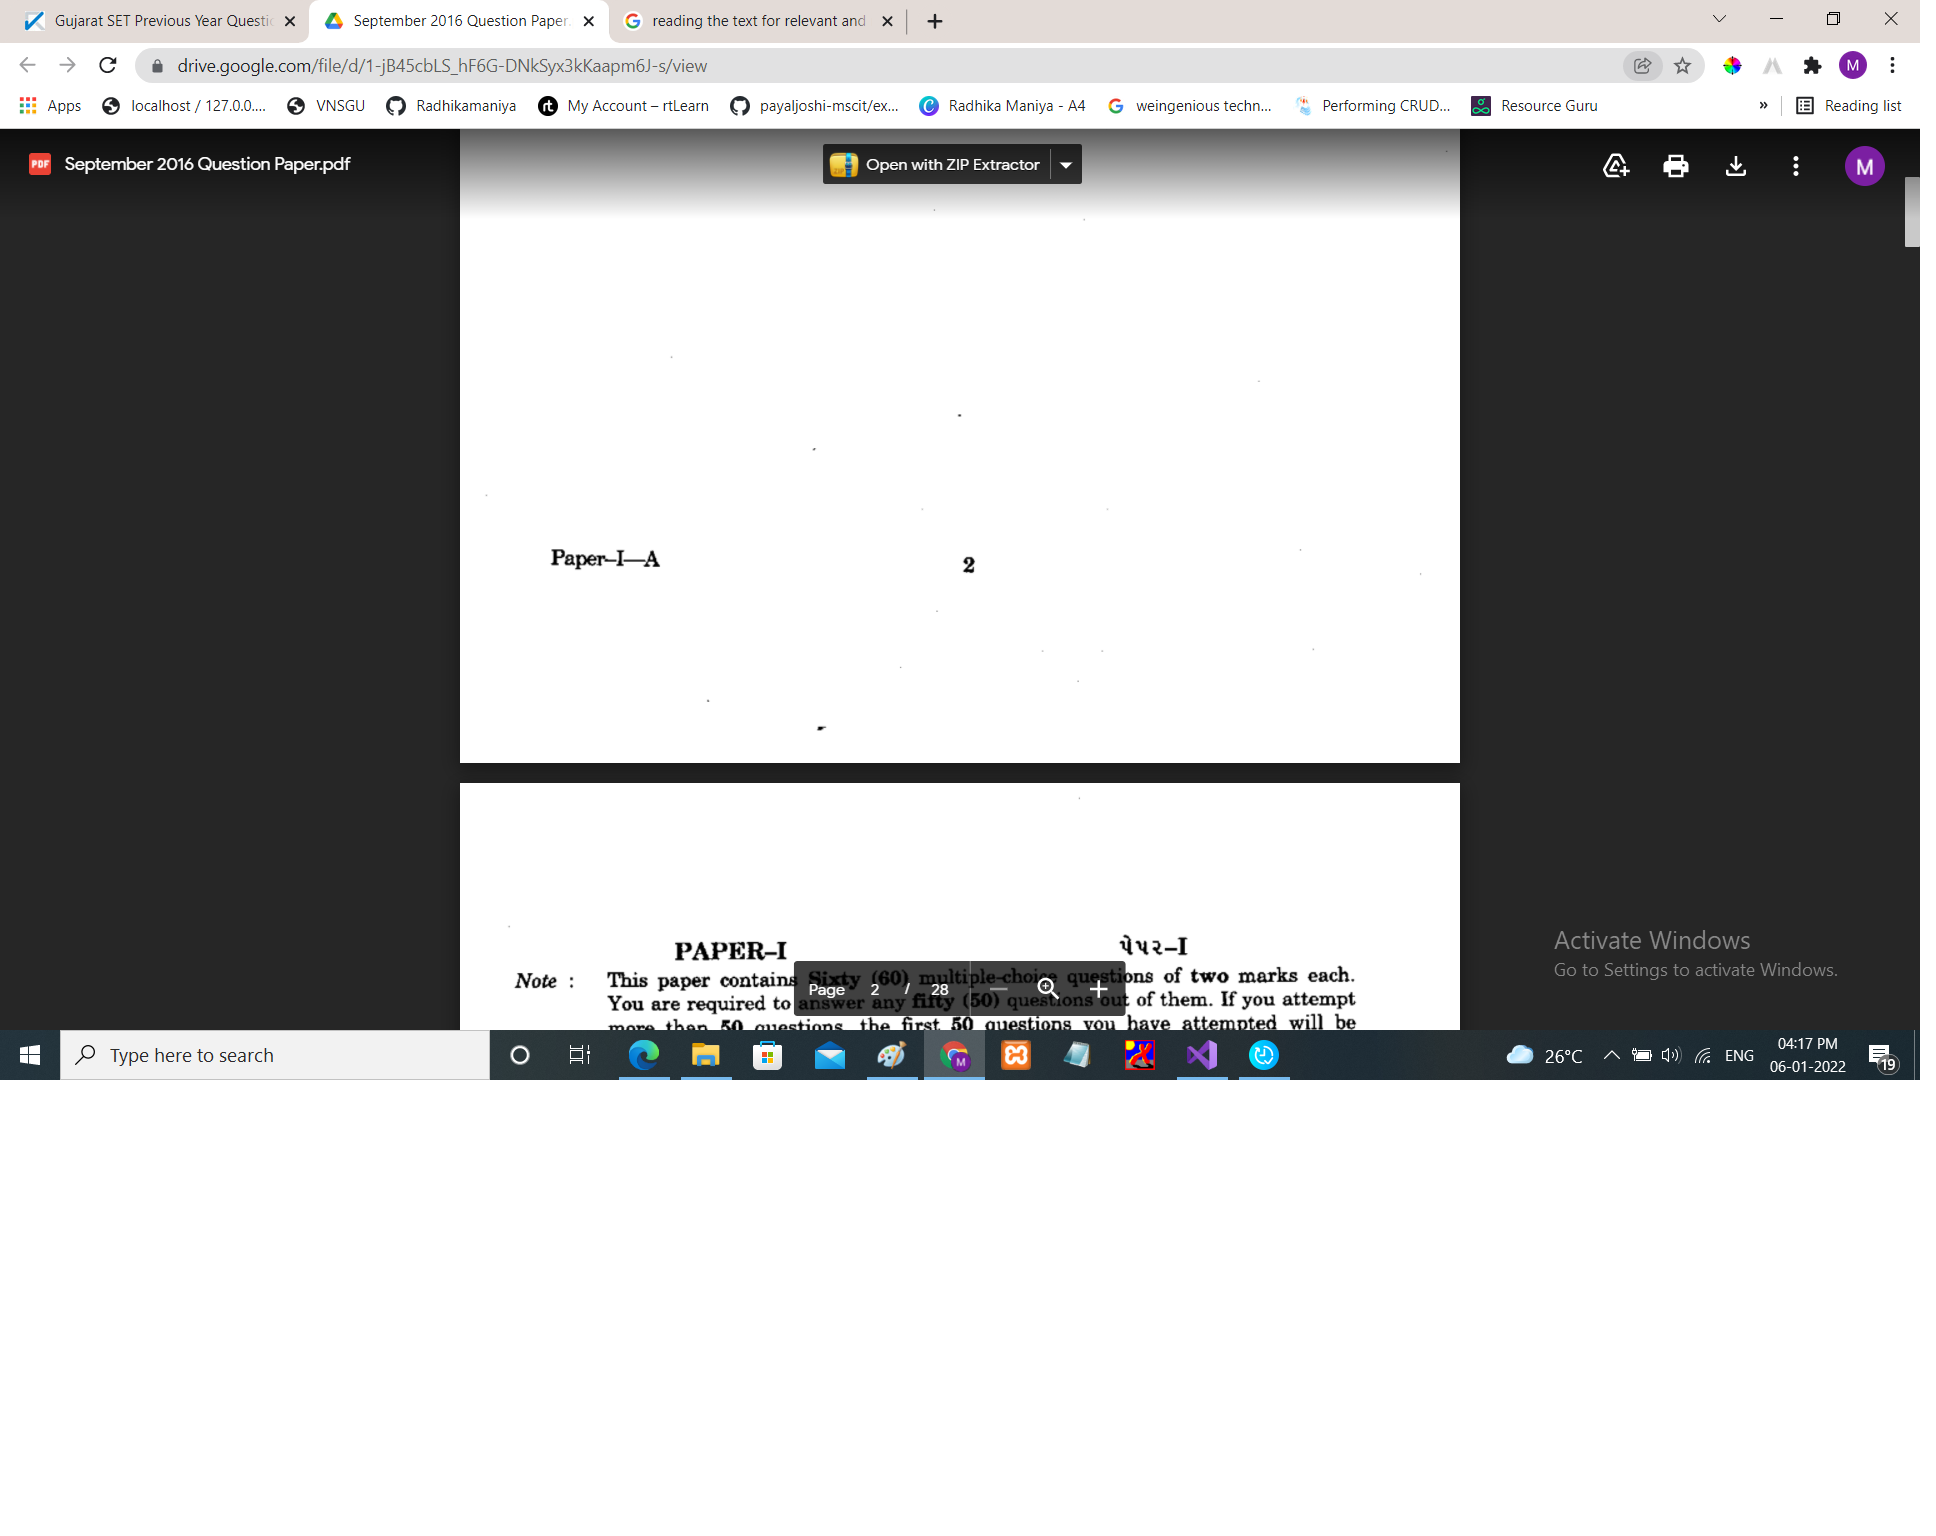 Gujarat SET Previous Year Questi
September 2016 Question Paper.
reading the text for relevant and
drive.google.com/file/d/1-jB45cbLS_hF6G-DNkSyx3kKaapm6J-s/view
M
Apps
localhost / 127.0.0....
VNSGU
Radhikamaniya
rt
My Account – rtLearn
payaljoshi-mscit/ex...
Radhika Maniya - A4
weingenious techn...
Performing CRUD...
Resource Guru
»
Reading list
PDF
September 2016 Question Paper.pdf
Open with ZIP Extractor
M
Paper–I—A
2
PAPER–I
પેપર–I
Note :
This paper contains Sixty (60) multiple-choice questions of two marks each.
You are required to answer any fifty (50) questions out of them. If you attempt
more than 50 questions, the first 50 questions you have attempted will be
Page 2 / 28
Activate Windows
Go to Settings to activate Windows.
Type here to search
M
26°C
ENG
04:17 PM
06-01-2022
19